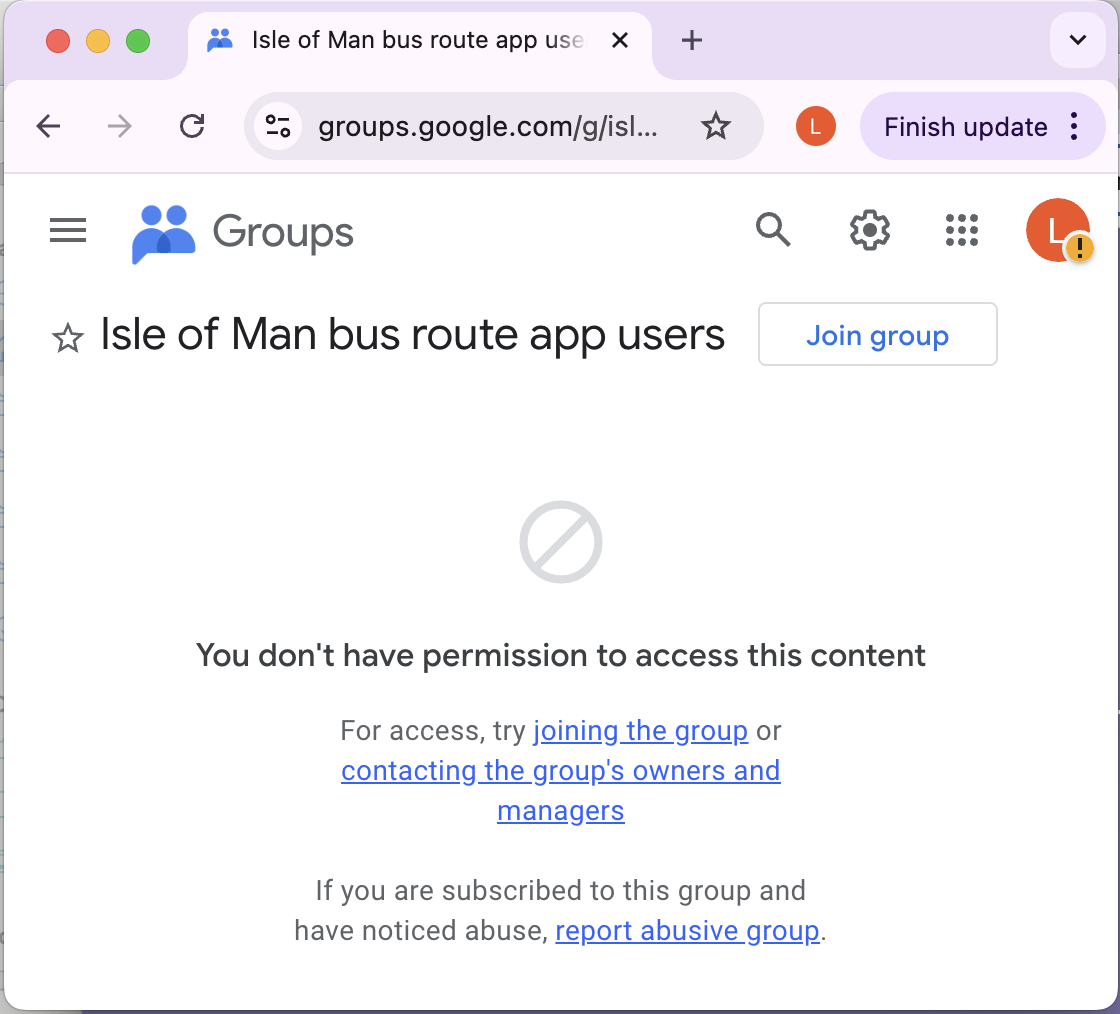 Isle of Man bus route app use
groups.google.com/g/isl...
L
Finish update
Groups
L
Isle of Man bus route app users
Join group
You don't have permission to access this content
For access, try joining the group or
contacting the group's owners and
managers
If you are subscribed to this group and
have noticed abuse, report abusive group.